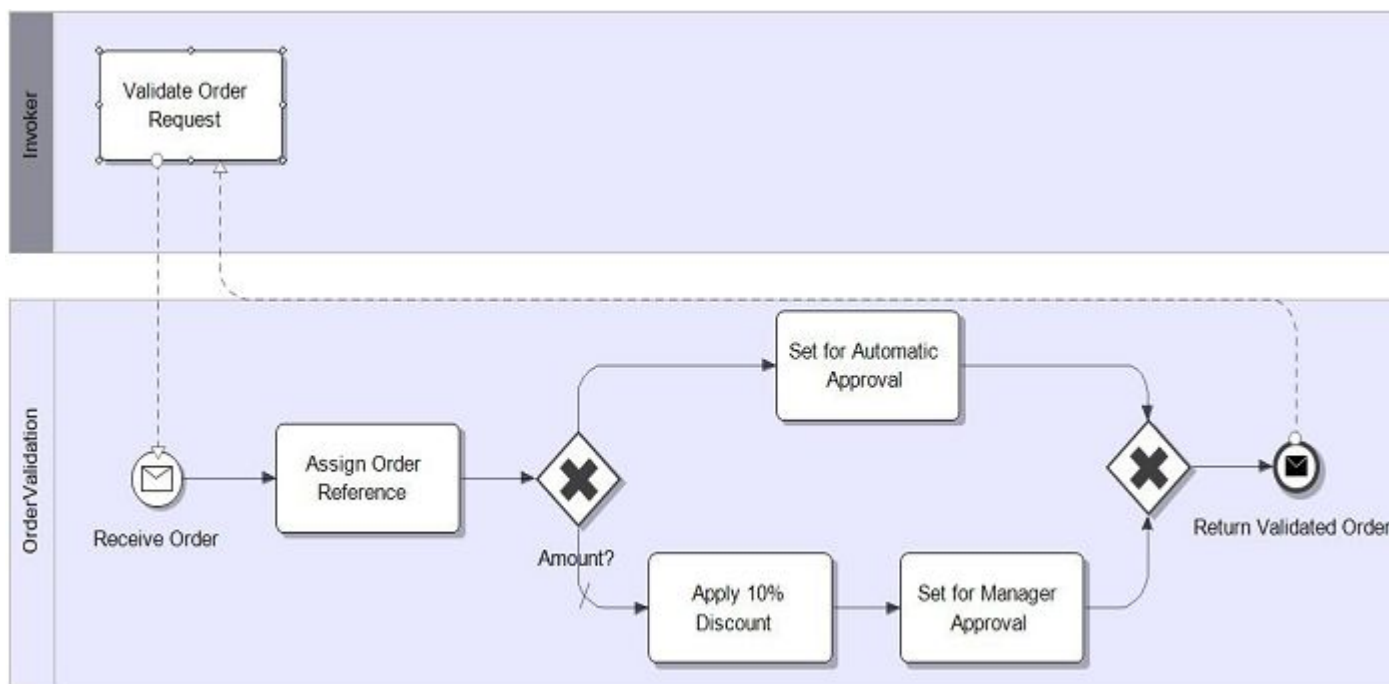 Invoker
Validate Order
Request
OrderValidation
Receive Order
Assign Order
Reference
Amount?
Set for Automatic
Approval
Apply 10%
Discount
Set for Manager
Approval
Return Validated Order